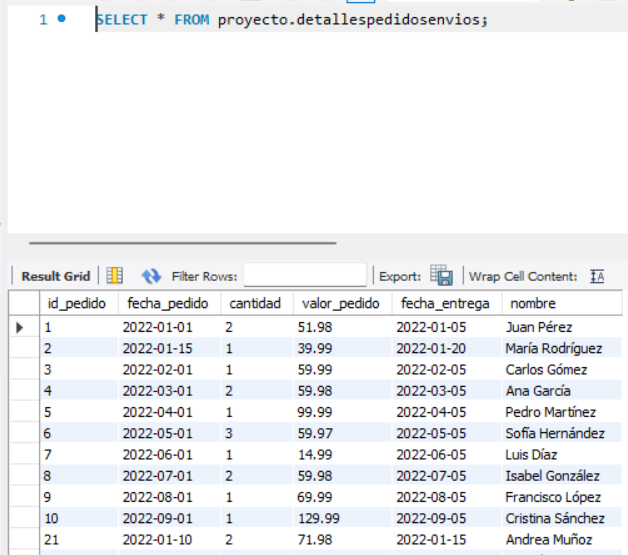 1 SELECT * FROM proyecto.detallespedidosenvios;
Result Grid Filter Rows: Export: Wrap Cell Content: IA
id_pedido fecha_pedido cantidad valor_pedido fecha_entrega nombre
1 2022-01-01 2 51.98 2022-01-05 Juan Pérez
2 2022-01-15 1 39.99 2022-01-20 María Rodríguez
3 2022-02-01 1 59.99 2022-02-05 Carlos Gómez
4 2022-03-01 2 59.98 2022-03-05 Ana García
5 2022-04-01 1 99.99 2022-04-05 Pedro Martínez
6 2022-05-01 3 59.97 2022-05-05 Sofía Hernández
7 2022-06-01 1 14.99 2022-06-05 Luis Díaz
8 2022-07-01 2 59.98 2022-07-05 Isabel González
9 2022-08-01 1 69.99 2022-08-05 Francisco López
10 2022-09-01 1 129.99 2022-09-05 Cristina Sánchez
21 2022-01-10 2 71.98 2022-01-15 Andrea Muñoz